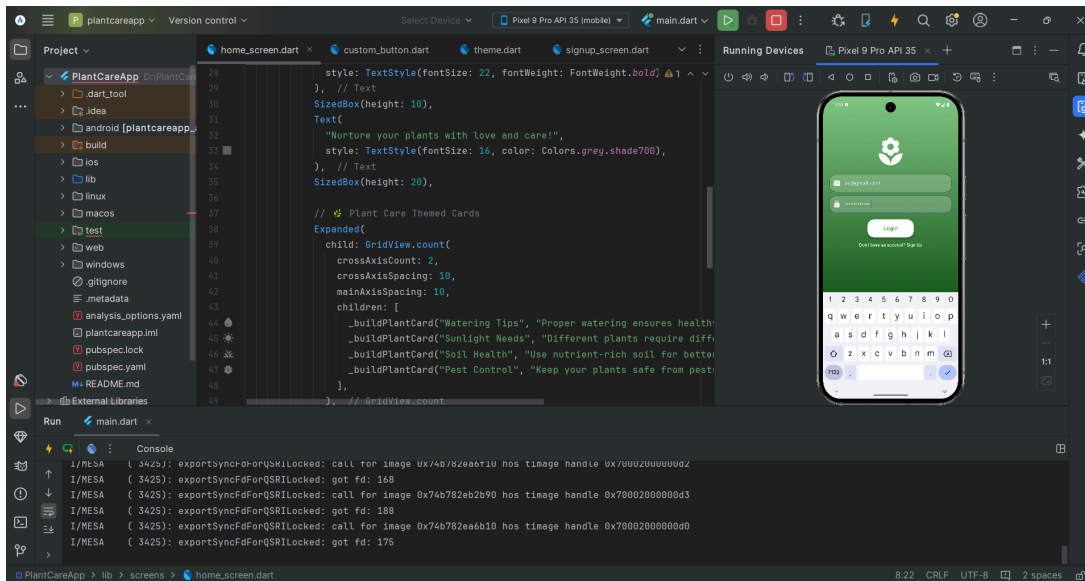 P plantcareapp Version control Select Device Pixel 9 Pro API 35 (mobile) main.dart
Project
PlantCareApp D:\PlantCar
.dart_tool
.idea
android [plantcareapp_
build
ios
lib
linux
macos
test
web
windows
.gitignore
.metadata
analysis_options.yaml
plantcareapp.iml
pubspec.lock
pubspec.yaml
M↓ README.md
External Libraries
home_screen.dart custom_button.dart theme.dart signup_screen.dart
28 style: TextStyle(fontSize: 22, fontWeight: FontWeight.bold) 1
29 ), // Text
30 SizedBox(height: 10),
31 Text(
32 "Nurture your plants with love and care!",
33 style: TextStyle(fontSize: 16, color: Colors.grey.shade700),
34 ), // Text
35 SizedBox(height: 20),
36
37 // 🌿 Plant Care Themed Cards
38 Expanded(
39 child: GridView.count(
40 crossAxisCount: 2,
41 crossAxisSpacing: 10,
42 mainAxisSpacing: 10,
43 children: [
44 _buildPlantCard("Watering Tips", "Proper watering ensures health
45 _buildPlantCard("Sunlight Needs", "Different plants require diff
46 _buildPlantCard("Soil Health", "Use nutrient-rich soil for bette
47 _buildPlantCard("Pest Control", "Keep your plants safe from pest
48 ],
49 ), // GridView.count
Running Devices Pixel 9 Pro API 35
Login
Don't have an account? Sign Up
1 2 3 4 5 6 7 8 9 0
q w e r t y u i o p
a s d f g h j k l
z x c v b n m
?123 , .
1:1
Run main.dart
Console
I/MESA ( 3425): exportSyncFdForQSRILocked: call for image 0x74b782ea6f10 hos timage handle 0x70002000000d2
I/MESA ( 3425): exportSyncFdForQSRILocked: got fd: 168
I/MESA ( 3425): exportSyncFdForQSRILocked: call for image 0x74b782eb2b90 hos timage handle 0x70002000000d3
I/MESA ( 3425): exportSyncFdForQSRILocked: got fd: 188
I/MESA ( 3425): exportSyncFdForQSRILocked: call for image 0x74b782ea6b10 hos timage handle 0x70002000000d0
I/MESA ( 3425): exportSyncFdForQSRILocked: got fd: 175
PlantCareApp > lib > screens > home_screen.dart 8:22 CRLF UTF-8 2 spaces